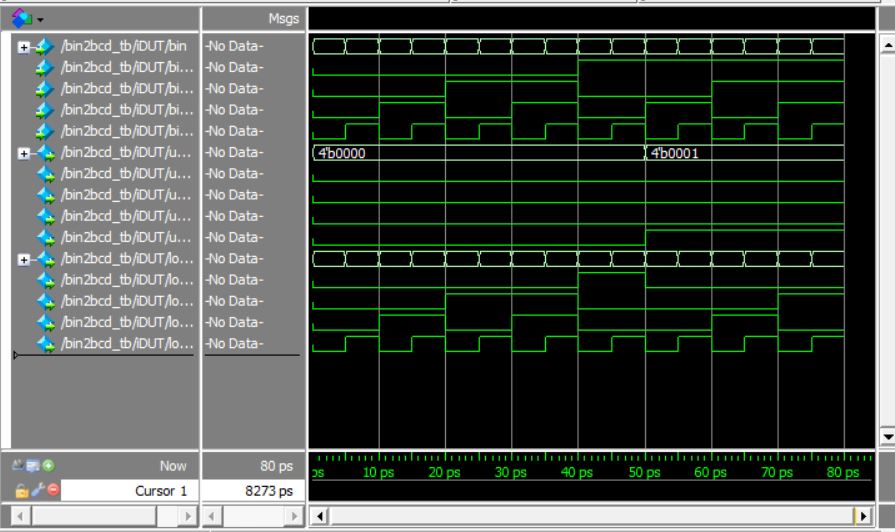 Msgs
/bin2bcd_tb/iDUT/bin -No Data-
/bin2bcd_tb/iDUT/bi... -No Data-
/bin2bcd_tb/iDUT/bi... -No Data-
/bin2bcd_tb/iDUT/bi... -No Data-
/bin2bcd_tb/iDUT/bi... -No Data-
/bin2bcd_tb/iDUT/u... -No Data- 4'b0000 4'b0001
/bin2bcd_tb/iDUT/u... -No Data-
/bin2bcd_tb/iDUT/u... -No Data-
/bin2bcd_tb/iDUT/u... -No Data-
/bin2bcd_tb/iDUT/u... -No Data-
/bin2bcd_tb/iDUT/lo... -No Data-
/bin2bcd_tb/iDUT/lo... -No Data-
/bin2bcd_tb/iDUT/lo... -No Data-
/bin2bcd_tb/iDUT/lo... -No Data-
/bin2bcd_tb/iDUT/lo... -No Data-
Now 80 ps ps 10 ps 20 ps 30 ps 40 ps 50 ps 60 ps 70 ps 80 ps
Cursor 1 8273 ps